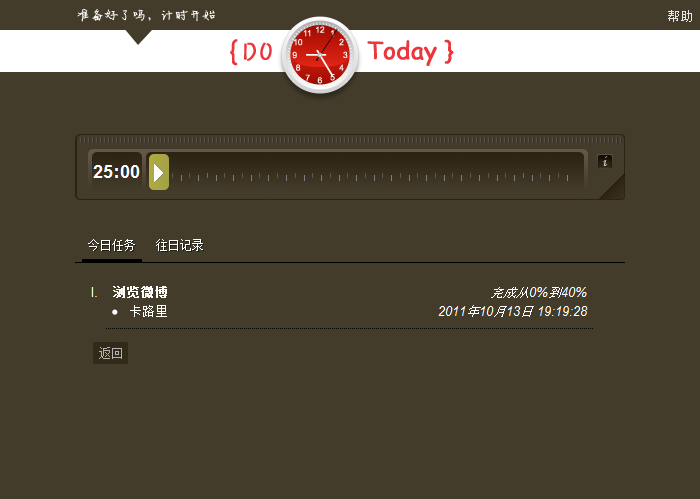 准备好了吗，计时开始
帮助
{DO Today }
12
1
2
3
4
5
6
7
8
9
10
11
25:00
i
今日任务 往日记录
I. 浏览微博 完成从0%到40%
• 卡路里 2011年10月13日 19:19:28
返回